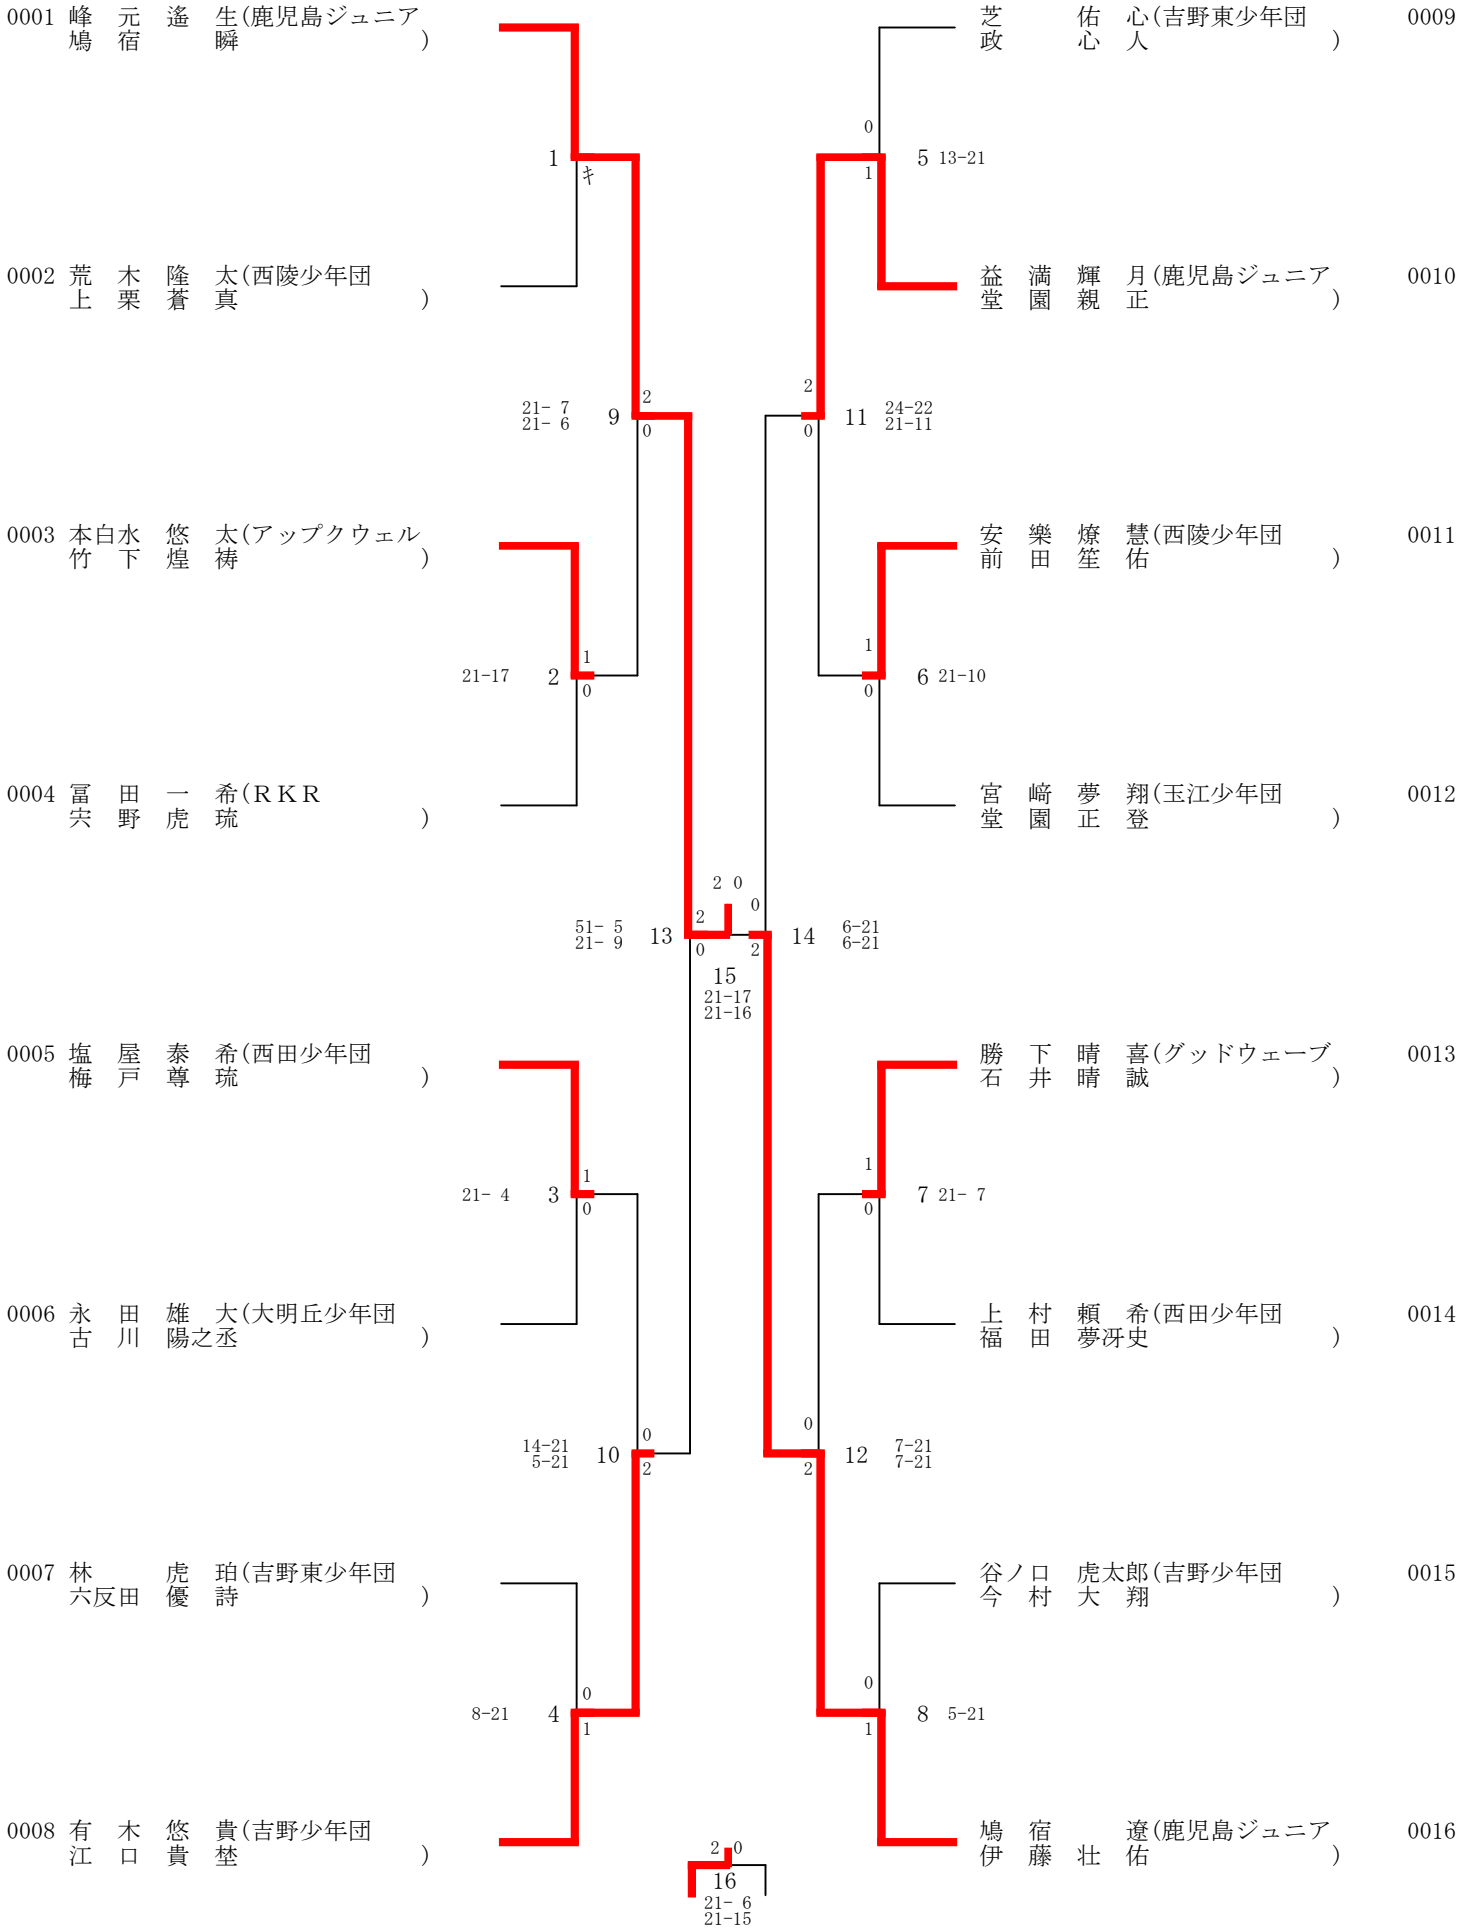 0001 峰 元 遙 生(鹿児島ジュニア
鳩 宿 瞬 )
1
キ
0002 荒 木 隆 太(西陵少年団
上 栗 蒼 真 )
21- 7
21- 6
9
2
0
0003 本白水 悠 太(アップクウェル
竹 下 煌 祷 )
21-17
2
1
0
0004 冨 田 一 希(RKR
宍 野 虎 琉 )
51- 5
21- 9
13
2
0
0005 塩 屋 泰 希(西田少年団
梅 戸 尊 琉 )
21- 4
3
1
0
0006 永 田 雄 大(大明丘少年団
古 川 陽之丞 )
14-21
5-21
10
0
2
0007 林 虎 珀(吉野東少年団
六反田 優 詩 )
8-21
4
0
1
0008 有 木 悠 貴(吉野少年団
江 口 貴 埜 )
2 0
15
21-17
21-16
2 0
16
21- 6
21-15
芝 佑 心(吉野東少年団 0009
政 心 人 )
0
1
5 13-21
益 満 輝 月(鹿児島ジュニア 0010
堂 園 親 正 )
2
0
11
24-22
21-11
安 樂 燎 慧(西陵少年団 0011
前 田 笙 佑 )
1
0
6 21-10
宮 﨑 夢 翔(玉江少年団 0012
堂 園 正 登 )
0
2
14
6-21
6-21
勝 下 晴 喜(グッドウェーブ 0013
石 井 晴 誠 )
1
0
7 21- 7
上 村 頼 希(西田少年団 0014
福 田 夢冴史 )
0
2
12
7-21
7-21
谷ノ口 虎太郎(吉野少年団 0015
今 村 大 翔 )
0
1
8 5-21
鳩 宿 遼(鹿児島ジュニア 0016
伊 藤 壮 佑 )